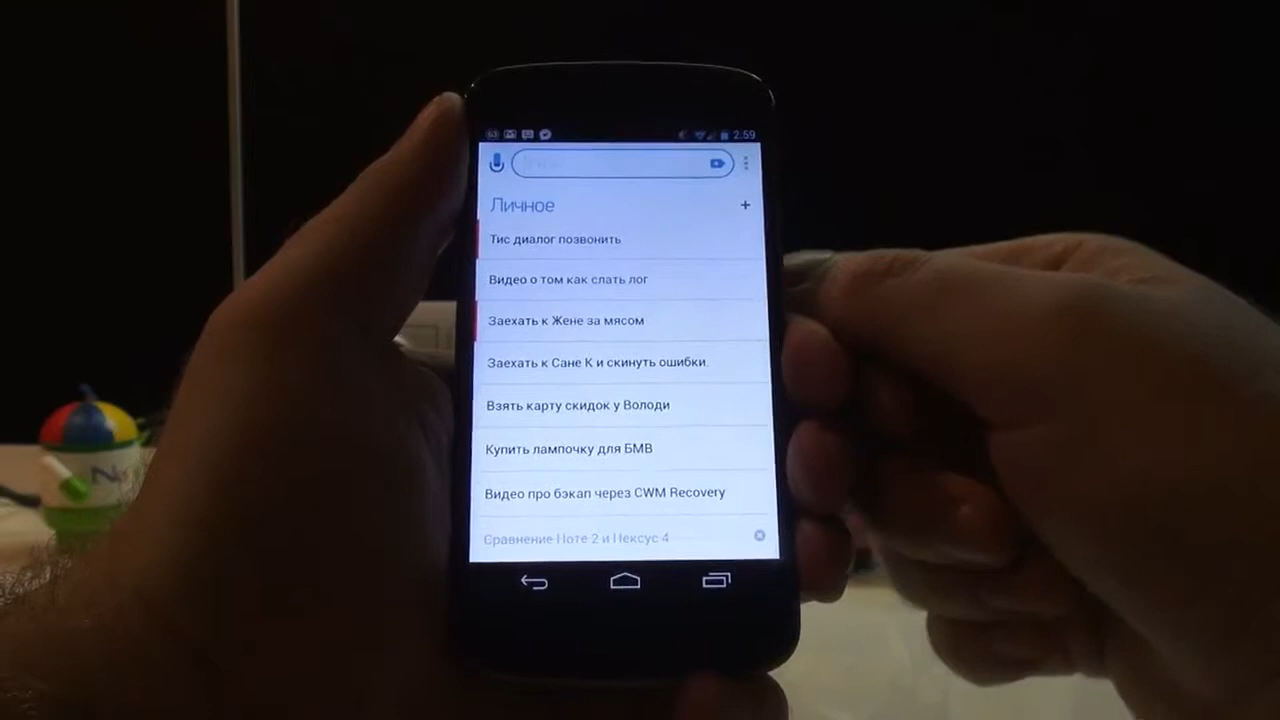 63 2:59
Личное +
Тис диалог позвонить
Видео о том как слать лог
Заехать к Жене за мясом
Заехать к Сане К и скинуть ошибки.
Взять карту скидок у Володи
Купить лампочку для БМВ
Видео про бэкап через CWM Recovery
Сравнение Ноте 2 и Нексус 4